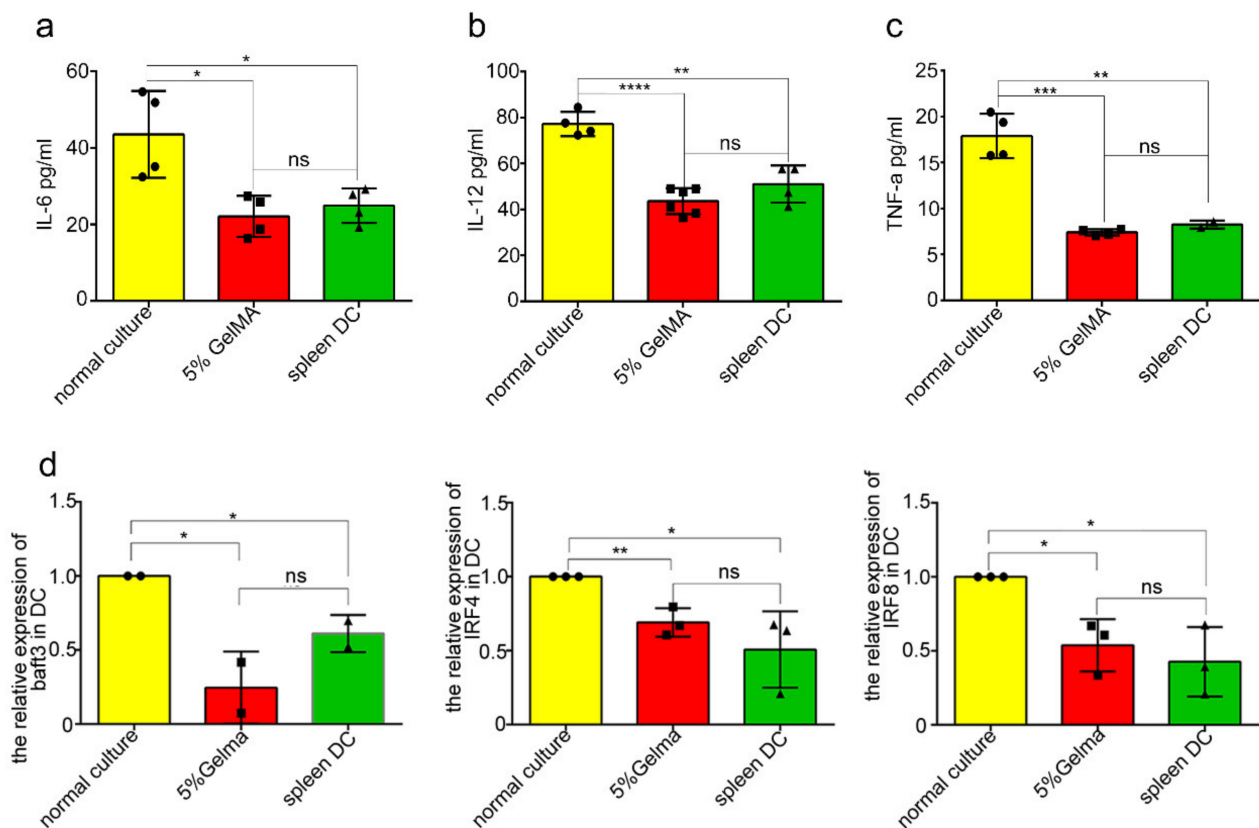 a
b
c
*
*
ns
60
40
20
0
IL-6 pg/ml
normal culture
5% GelMA
spleen DC
**
****
ns
100
80
60
40
20
0
IL-12 pg/ml
normal culture
5% GelMA
spleen DC
**
***
ns
25
20
15
10
5
0
TNF-a pg/ml
normal culture
5% GelMA
spleen DC
d
*
*
ns
1.5
1.0
0.5
0
the relative expression of
baft3 in DC
normal culture
5%Gelma
spleen DC
*
**
ns
1.5
1.0
0.5
0
the relative expression of
IRF4 in DC
normal culture
5%Gelma
spleen DC
*
*
ns
1.5
1.0
0.5
0
the relative expression of
IRF8 in DC
normal culture
5%Gelma
spleen DC